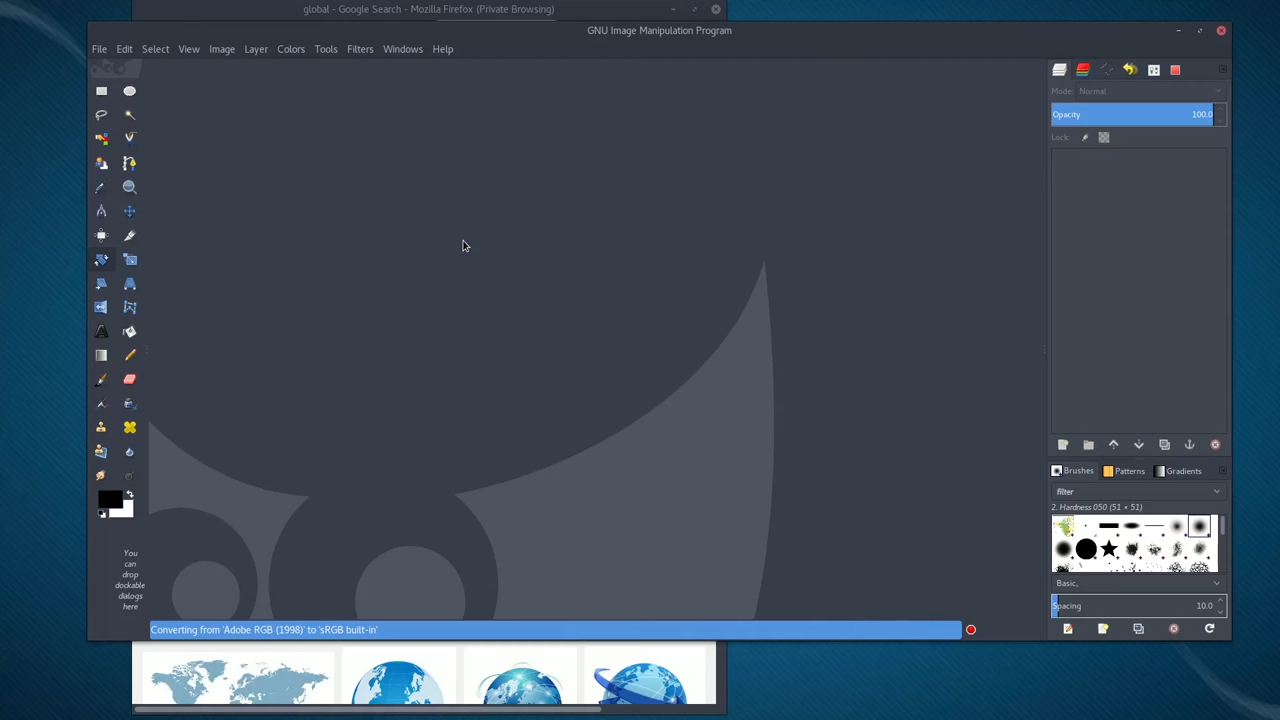 global - Google Search - Mozilla Firefox (Private Browsing)
GNU Image Manipulation Program
File Edit Select View Image Layer Colors Tools Filters Windows Help
Mode: Normal
Opacity 100.0
Lock:
Brushes Patterns Gradients
filter
2. Hardness 050 (51 × 51)
Basic,
Spacing 10.0
You
can
drop
dockable
dialogs
here
Converting from 'Adobe RGB (1998)' to 'sRGB built-in'